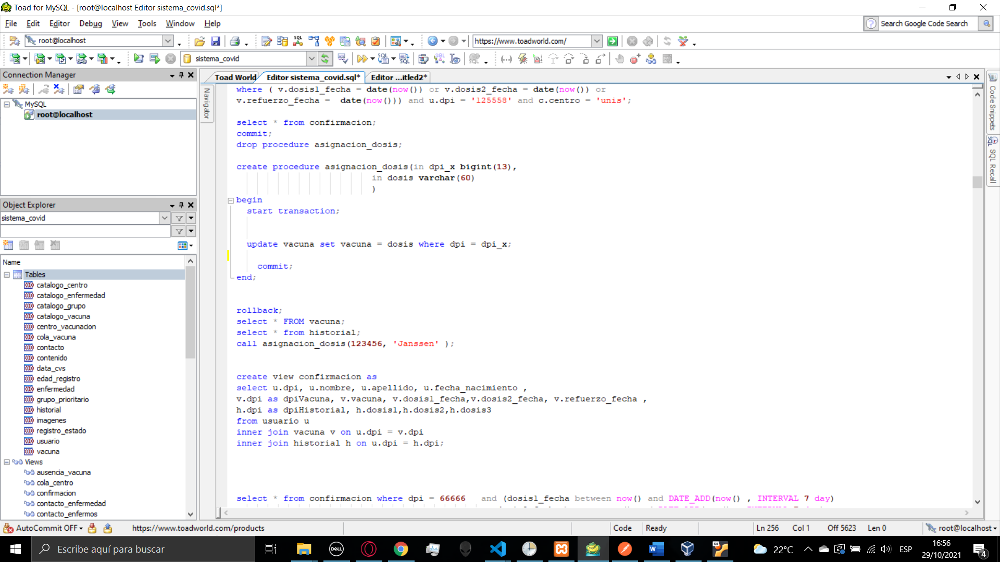 Toad for MySQL - [root@localhost Editor sistema_covid.sql*]
File Edit Editor Debug View Tools Window Help
Search Google Code Search
root@localhost
https://www.toadworld.com/
sistema_covid
Connection Manager
MySQL
root@localhost
Object Explorer
sistema_covid
Name
Tables
catalogo_centro
catalogo_enfermedad
catalogo_grupo
catalogo_vacuna
centro_vacunacion
cola_vacuna
contacto
contenido
data_cvs
edad_registro
enfermedad
grupo_prioritario
historial
imagenes
registro_estado
usuario
vacuna
Views
ausencia_vacuna
cola_centro
confirmacion
contacto_enfermedad
contacto_enfermos
Toad World
Editor sistema_covid.sql*
Editor ...itled2*
Navigator
where ( v.dosis1_fecha = date(now()) or v.dosis2_fecha = date(now()) or
v.refuerzo_fecha =  date(now())) and u.dpi = '125558' and c.centro = 'unis';
select * from confirmacion;
commit;
drop procedure asignacion_dosis;
create procedure asignacion_dosis(in dpi_x bigint(13),
in dosis varchar(60)
)
begin
start transaction;
update vacuna set vacuna = dosis where dpi = dpi_x;
commit;
end;
rollback;
select * FROM vacuna;
select * from historial;
call asignacion_dosis(123456, 'Janssen' );
create view confirmacion as
select u.dpi, u.nombre, u.apellido, u.fecha_nacimiento ,
v.dpi as dpiVacuna, v.vacuna, v.dosis1_fecha,v.dosis2_fecha, v.refuerzo_fecha ,
h.dpi as dpiHistorial, h.dosis1,h.dosis2,h.dosis3
from usuario u
inner join vacuna v on u.dpi = v.dpi
inner join historial h on u.dpi = h.dpi;
select * from confirmacion where dpi = 66666   and (dosis1_fecha between now() and DATE_ADD(now() , INTERVAL 7 day)
Code Snippets
SQL Recall
AutoCommit OFF
https://www.toadworld.com/products
Code
Ready
Ln 256
Col 1
Off 5623
Len 0
root@localhost
Escribe aquí para buscar
DELL
22°C
ESP
16:56
29/10/2021
4